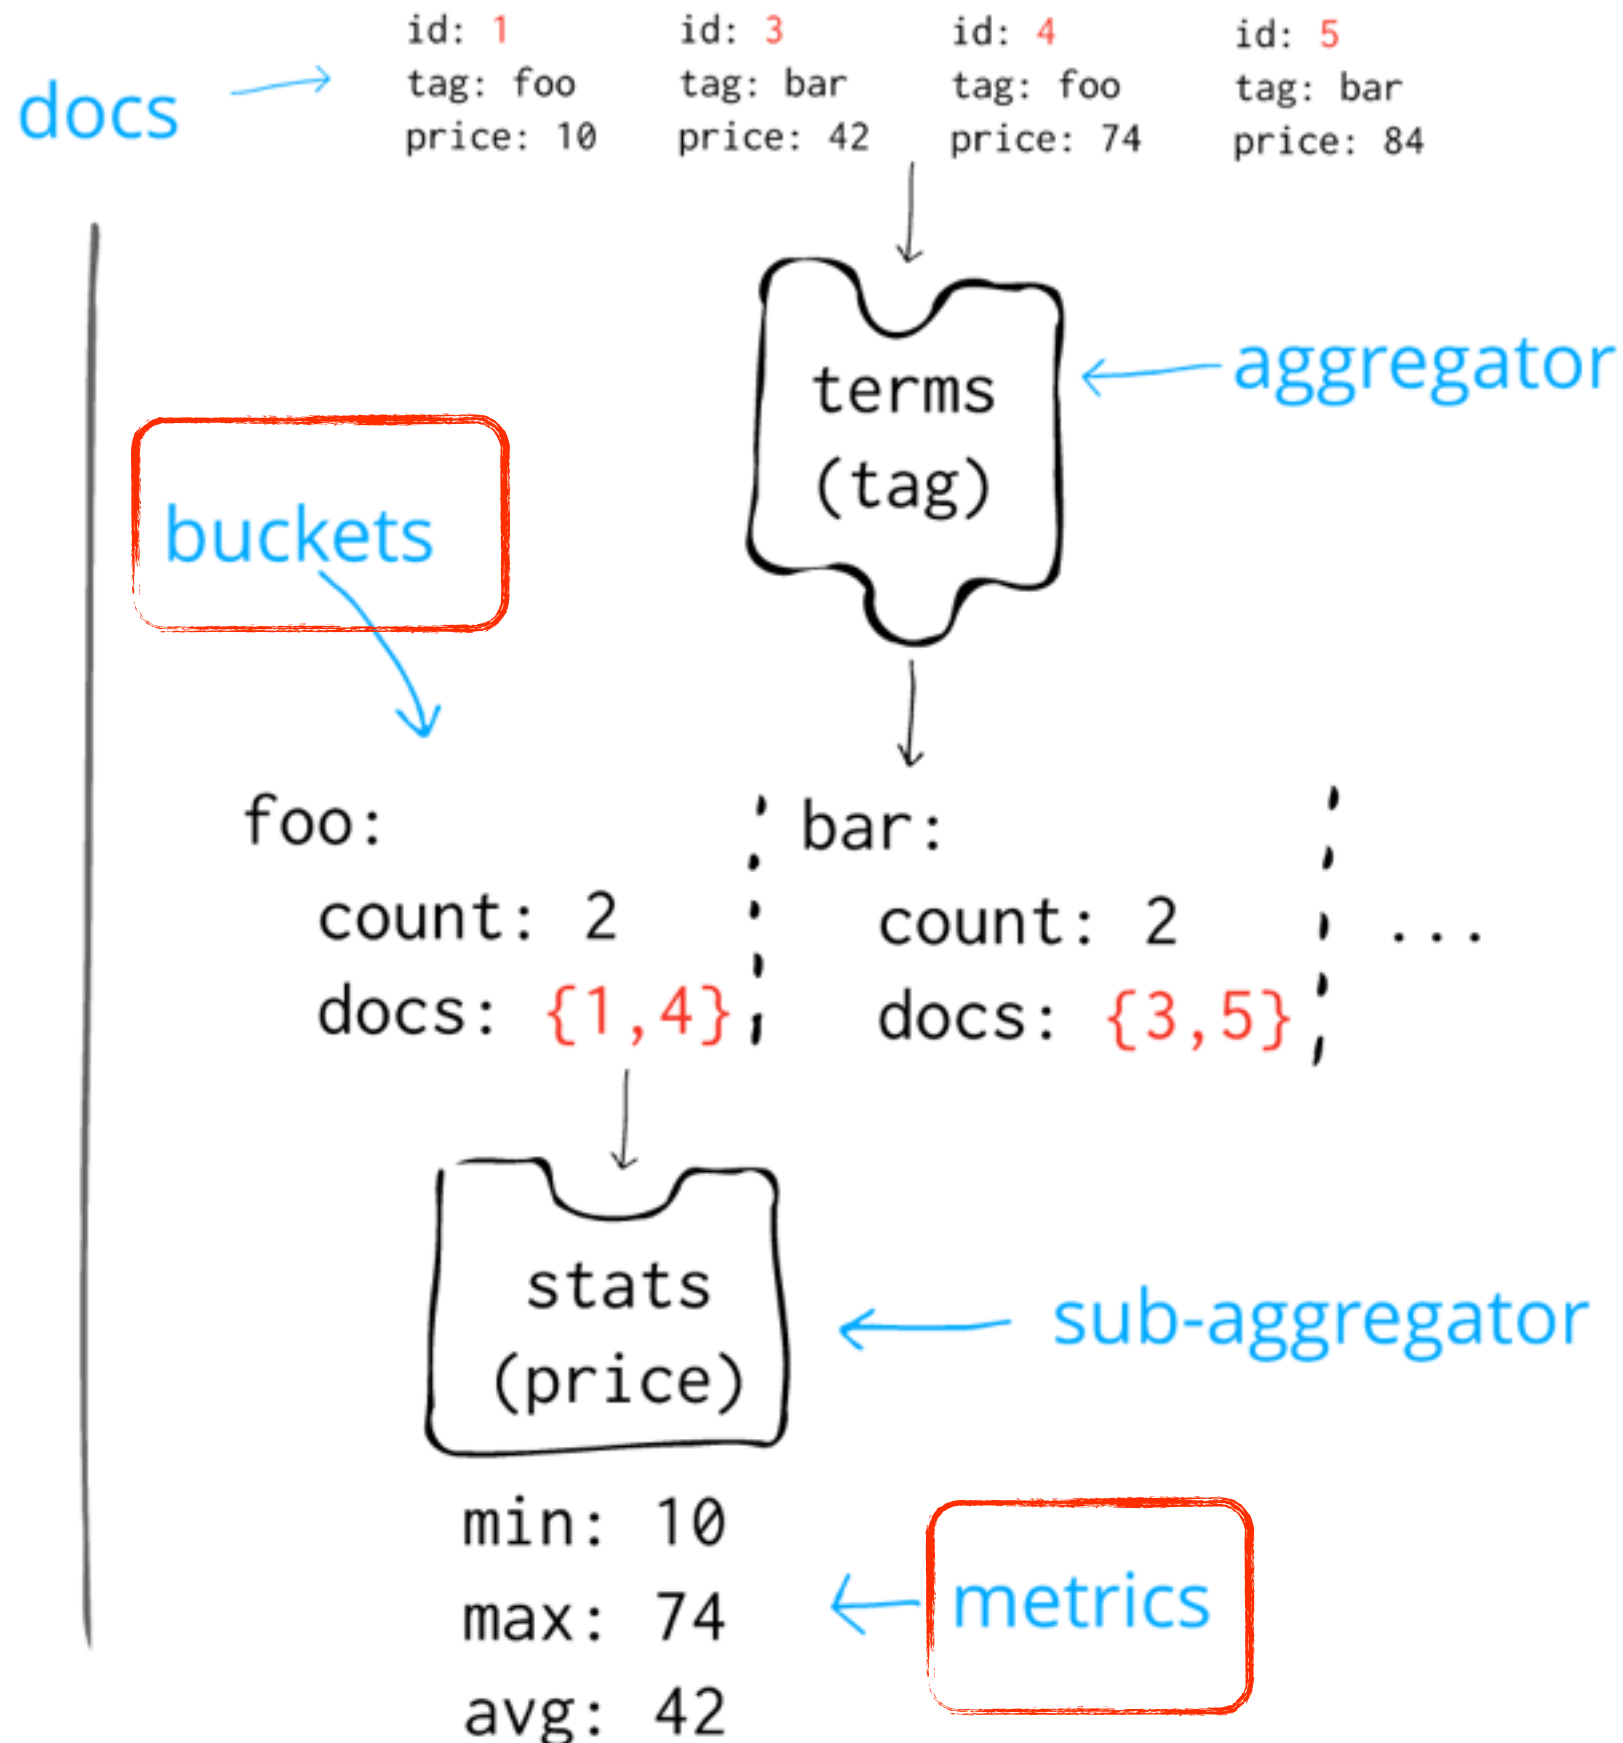 docs
id: 1
tag: foo
price: 10
id: 3
tag: bar
price: 42
id: 4
tag: foo
price: 74
id: 5
tag: bar
price: 84
terms
(tag)
aggregator
buckets
foo:
count: 2
docs: {1,4}
bar:
count: 2
docs: {3,5}
...
stats
(price)
sub-aggregator
min: 10
max: 74
avg: 42
metrics